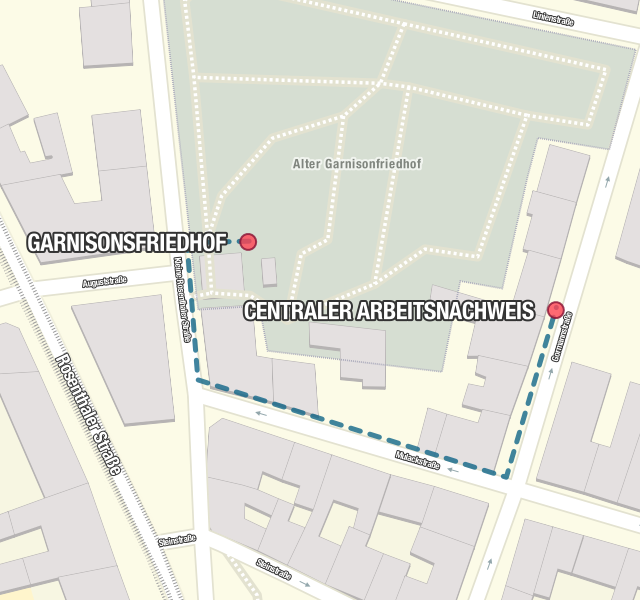 Linienstraße
Alter Garnisonfriedhof
GARNISONSFRIEDHOF
Auguststraße
Kleine Rosenthaler Straße
CENTRALER ARBEITSNACHWEIS
Gormannstraße
Rosenthaler Straße
Mulackstraße
Steinstraße
Steinstraße